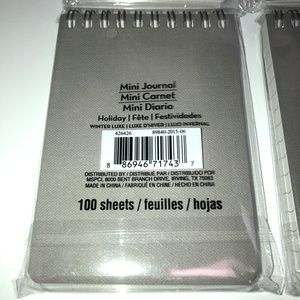 Mini Journal
Mini Carnet
Mini Diario
Holiday | Fête | Festividades
WINTER LUXE | LUXE D'HIVER | LUJO INVERNAL
426426 89840-2015-06
8 86946 71743 7
DISTRIBUTED BY / DISTRIBUÉ PAR / DISTRIBUIDO POR
MSPCI, 8000 BENT BRANCH DRIVE, IRVING, TX 75063
MADE IN CHINA / FABRIQUÉ EN CHINE / HECHO EN CHINA
100 sheets / feuilles / hojas